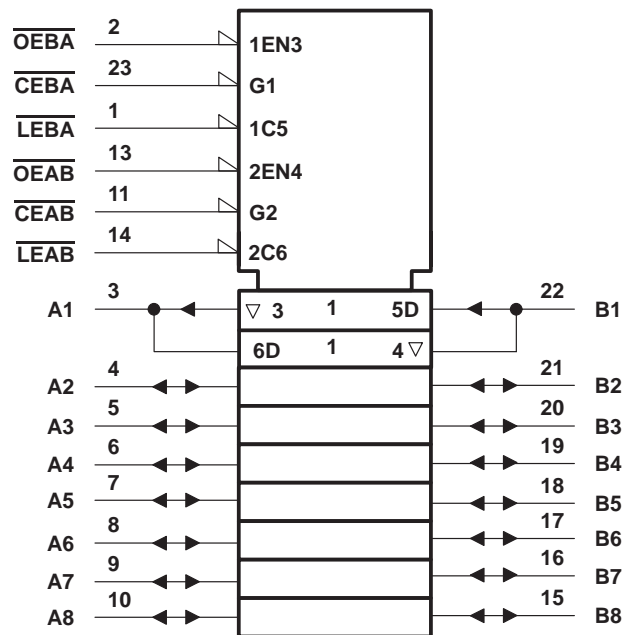 OEBA 2 1EN3
CEBA 23 G1
LEBA 1 1C5
OEAB 13 2EN4
CEAB 11 G2
LEAB 14 2C6
A1 3 ▽ 3 1 5D 22 B1
6D 1 4 ▽
A2 4 21 B2
A3 5 20 B3
A4 6 19 B4
A5 7 18 B5
A6 8 17 B6
A7 9 16 B7
A8 10 15 B8